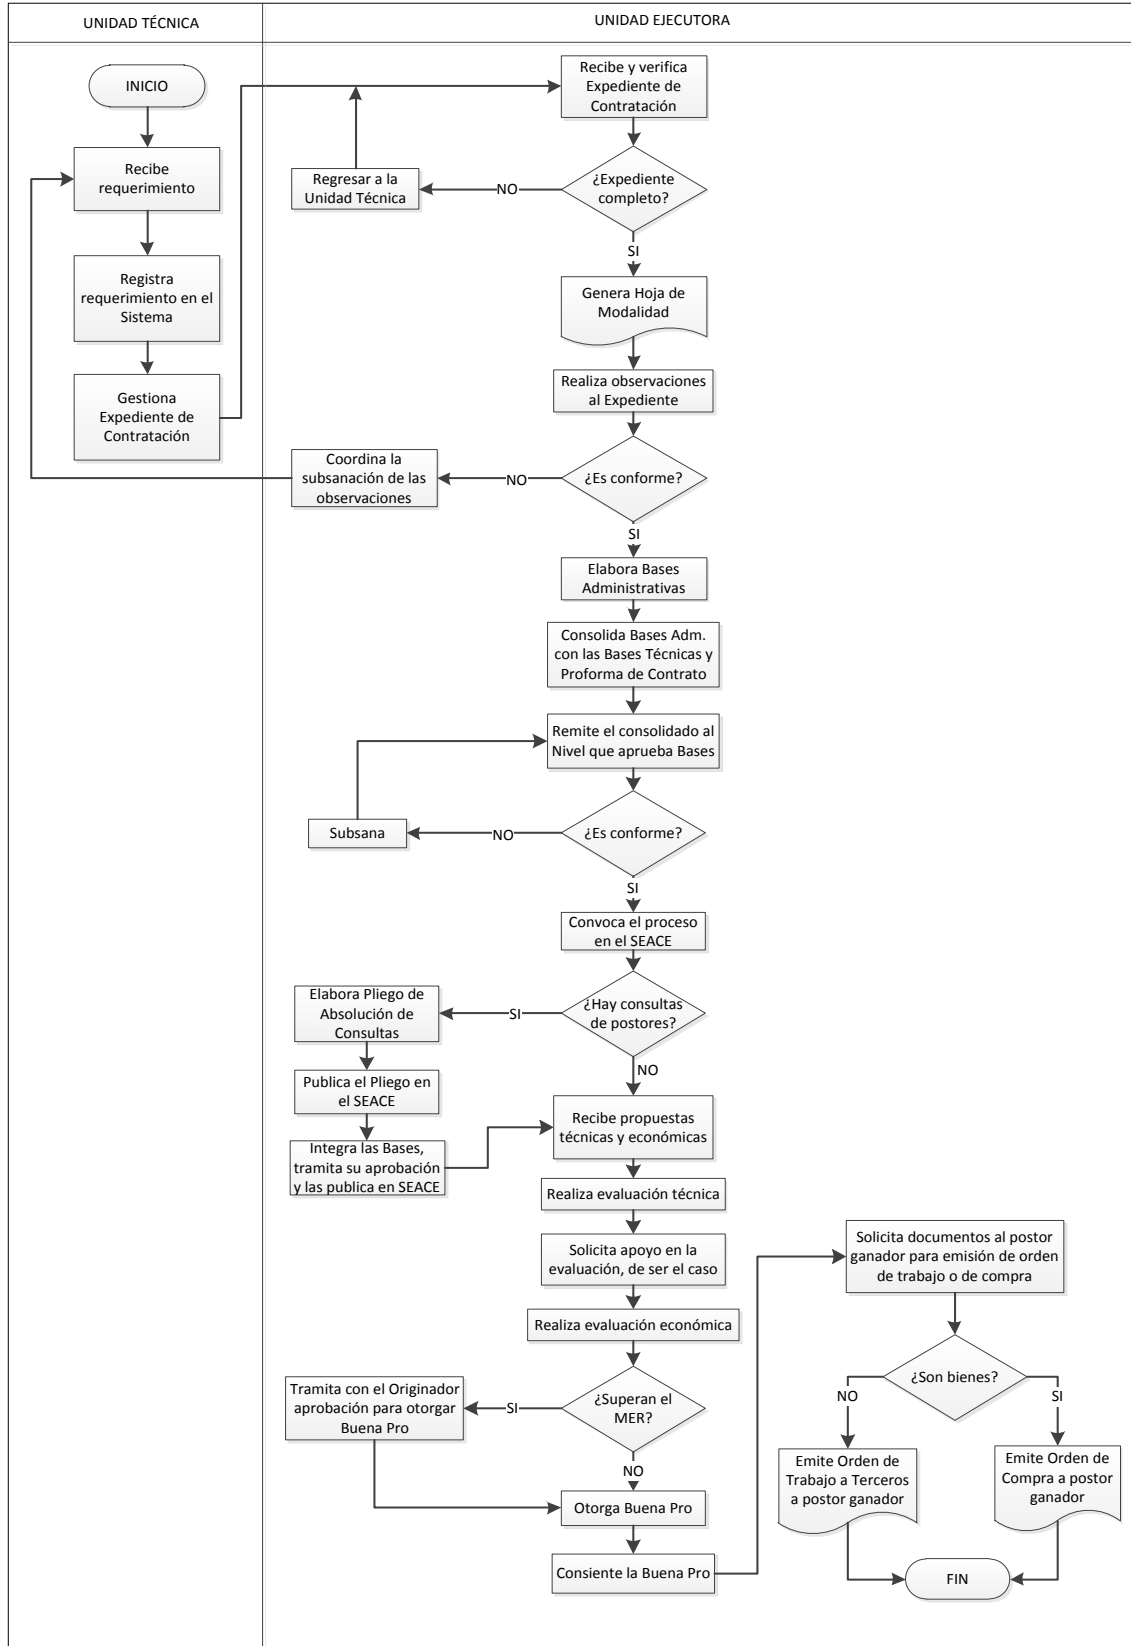 UNIDAD TÉCNICA
UNIDAD EJECUTORA
INICIO
Recibe
requerimiento
Registra
requerimiento en el
Sistema
Gestiona
Expediente de
Contratación
Recibe y verifica
Expediente de
Contratación
¿Expediente
completo?
NO
Regresar a la
Unidad Técnica
SI
Genera Hoja de
Modalidad
Realiza observaciones
al Expediente
¿Es conforme?
NO
Coordina la
subsanación de las
observaciones
SI
Elabora Bases
Administrativas
Consolida Bases Adm.
con las Bases Técnicas y
Proforma de Contrato
Remite el consolidado al
Nivel que aprueba Bases
¿Es conforme?
NO
Subsana
SI
Convoca el proceso
en el SEACE
¿Hay consultas
de postores?
SI
Elabora Pliego de
Absolución de
Consultas
Publica el Pliego en
el SEACE
Integra las Bases,
tramita su aprobación
y las publica en SEACE
NO
Recibe propuestas
técnicas y económicas
Realiza evaluación técnica
Solicita apoyo en la
evaluación, de ser el caso
Realiza evaluación económica
¿Superan el
MER?
SI
Tramita con el Originador
aprobación para otorgar
Buena Pro
NO
Otorga Buena Pro
Consiente la Buena Pro
Solicita documentos al postor
ganador para emisión de orden
de trabajo o de compra
¿Son bienes?
NO
SI
Emite Orden de
Trabajo a Terceros
a postor ganador
Emite Orden de
Compra a postor
ganador
FIN